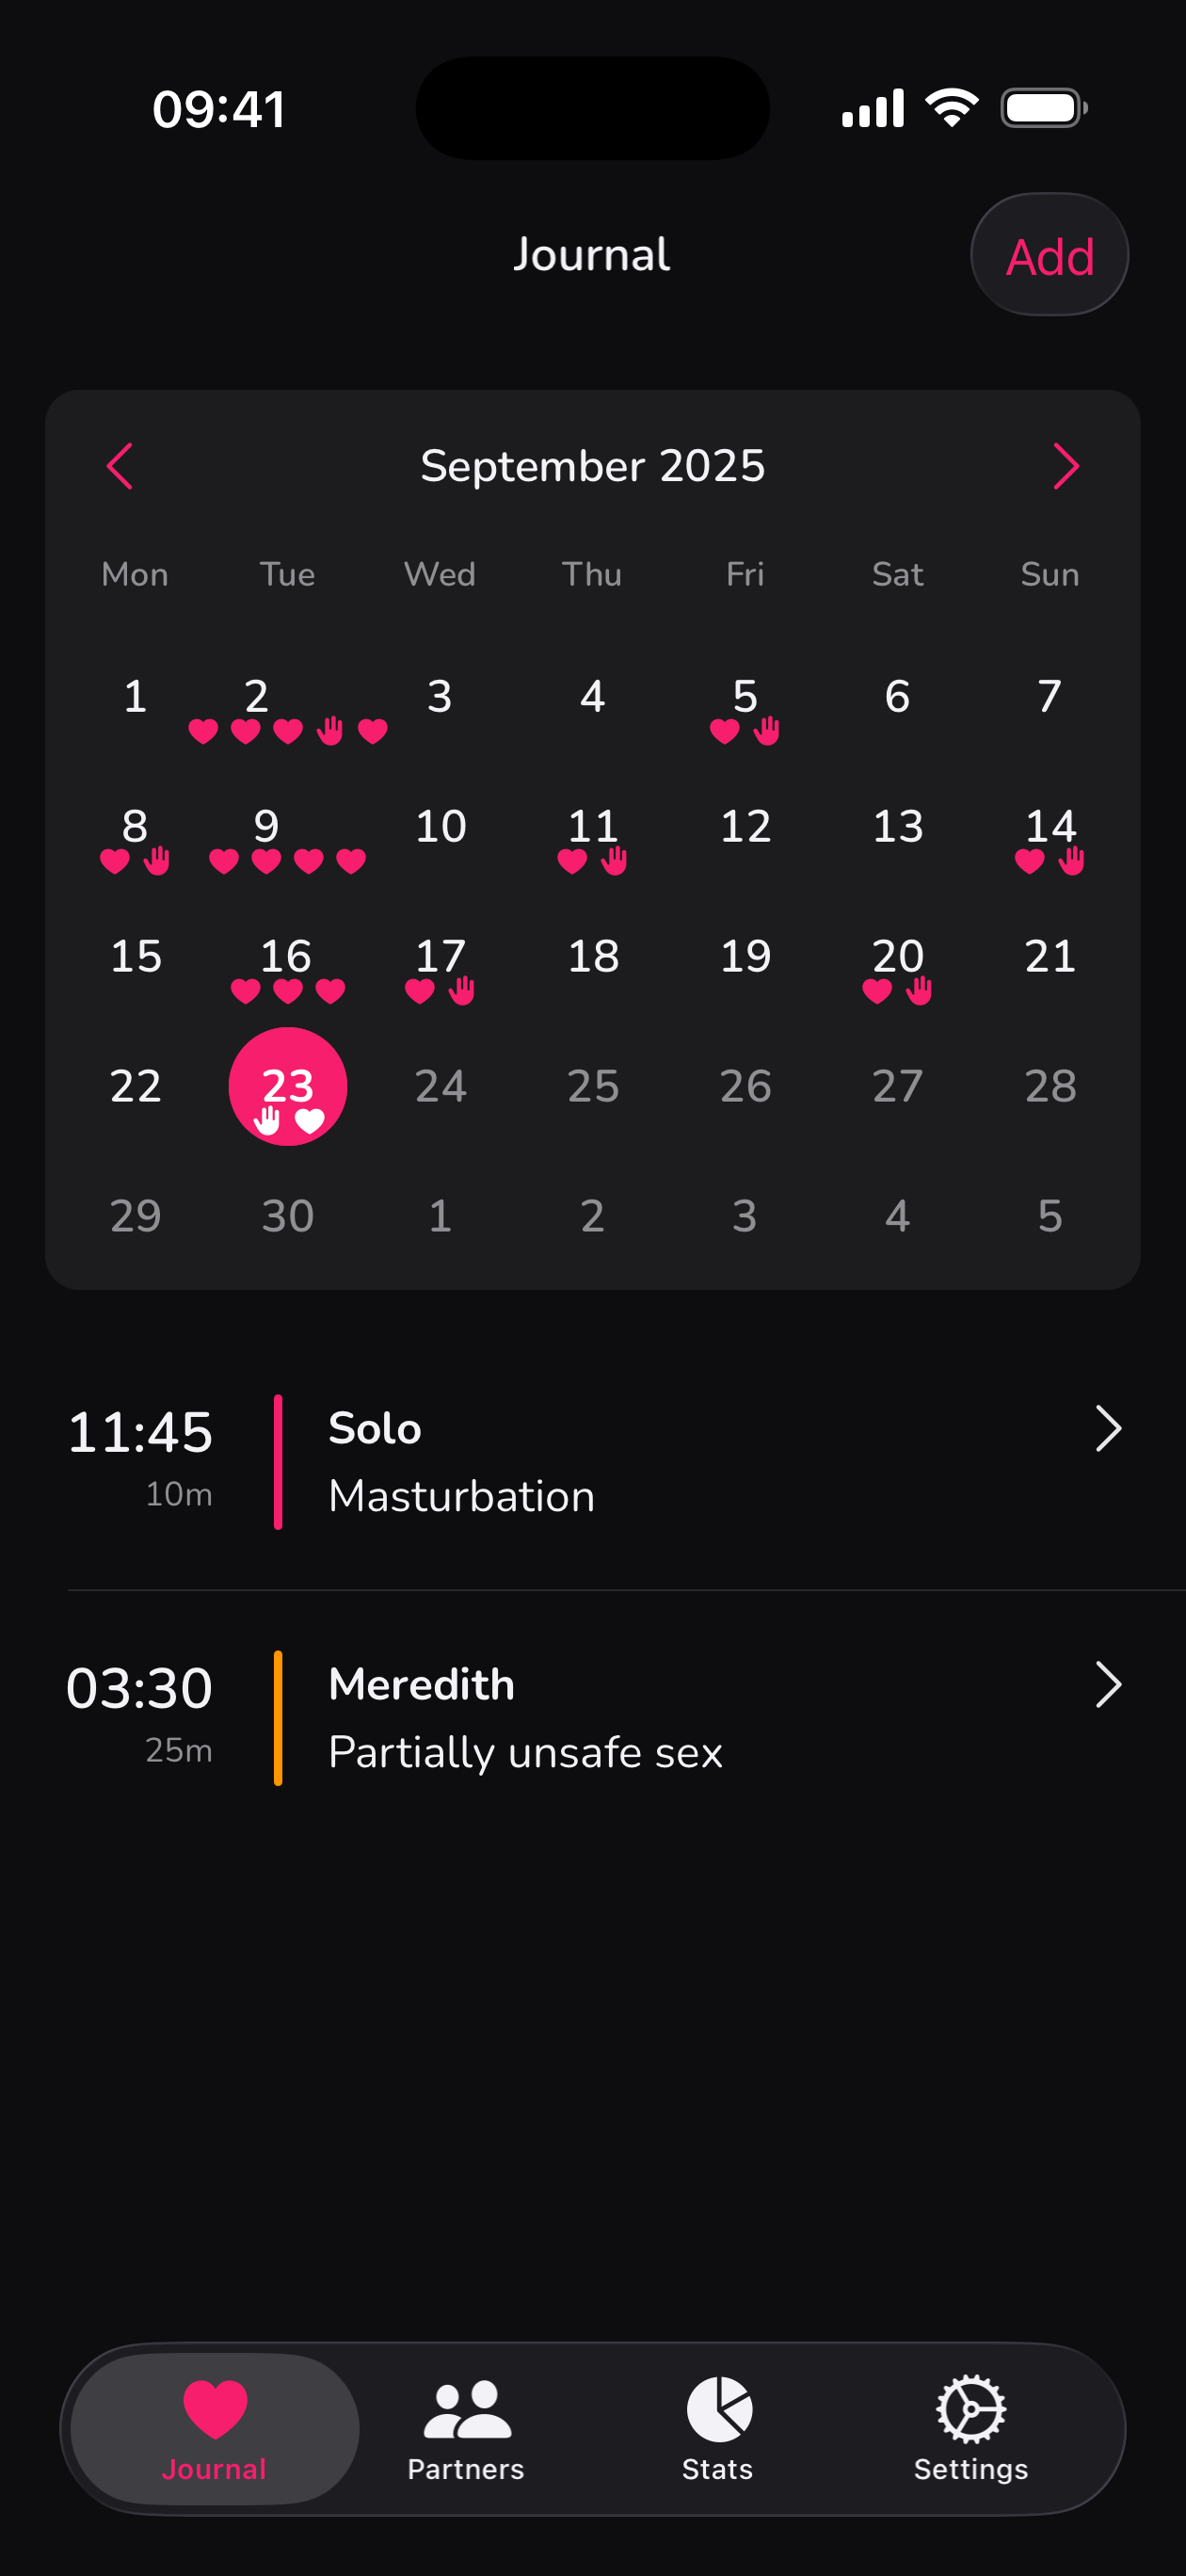 09:41
Journal
Add
September 2025
Mon Tue Wed Thu Fri Sat Sun
1 2 3 4 5 6 7
8 9 10 11 12 13 14
15 16 17 18 19 20 21
22 23 24 25 26 27 28
29 30 1 2 3 4 5
11:45 Solo
10m Masturbation
03:30 Meredith
25m Partially unsafe sex
Journal Partners Stats Settings